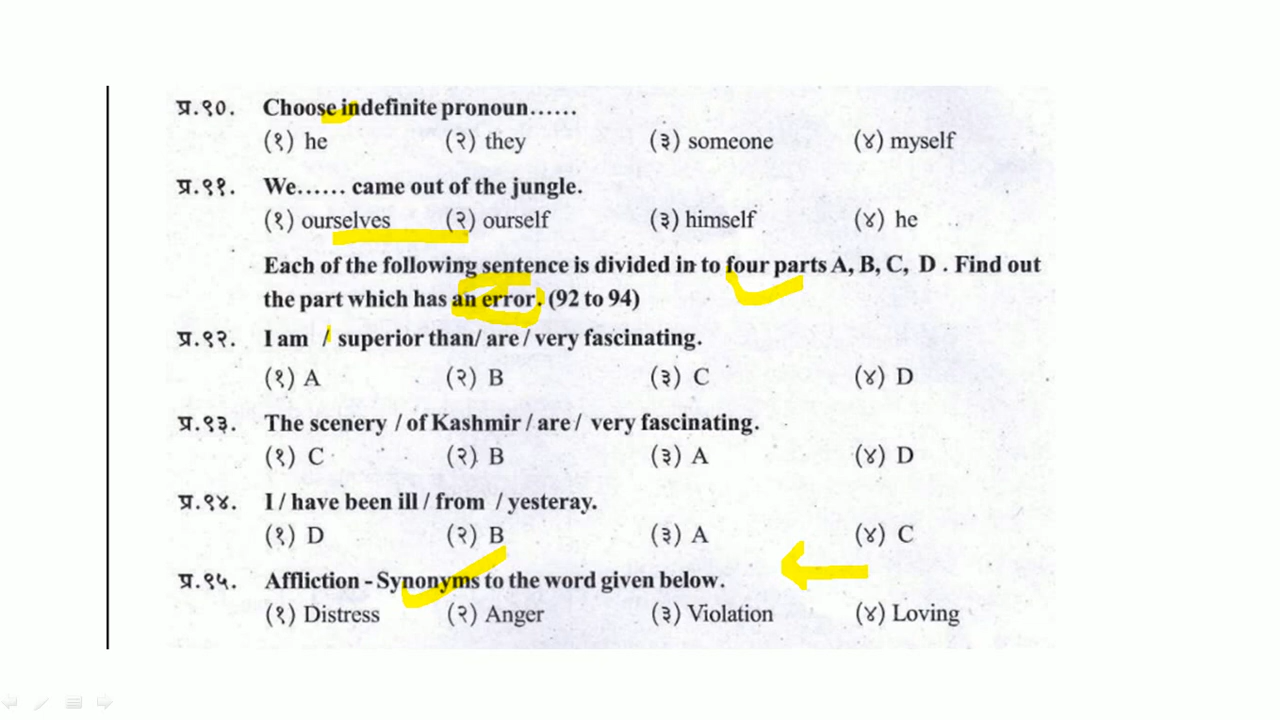 प्र.९०. Choose indefinite pronoun......
(१) he (२) they (३) someone (४) myself
प्र.९१. We...... came out of the jungle.
(१) ourselves (२) ourself (३) himself (४) he
Each of the following sentence is divided in to four parts A, B, C, D . Find out
the part which has an error. (92 to 94)
प्र.९२. I am / superior than/ are / very fascinating.
(१) A (२) B (३) C (४) D
प्र.९३. The scenery / of Kashmir / are / very fascinating.
(१) C (२) B (३) A (४) D
प्र.९४. I / have been ill / from / yesteray.
(१) D (२) B (३) A (४) C
प्र.९५. Affliction - Synonyms to the word given below.
(१) Distress (२) Anger (३) Violation (४) Loving